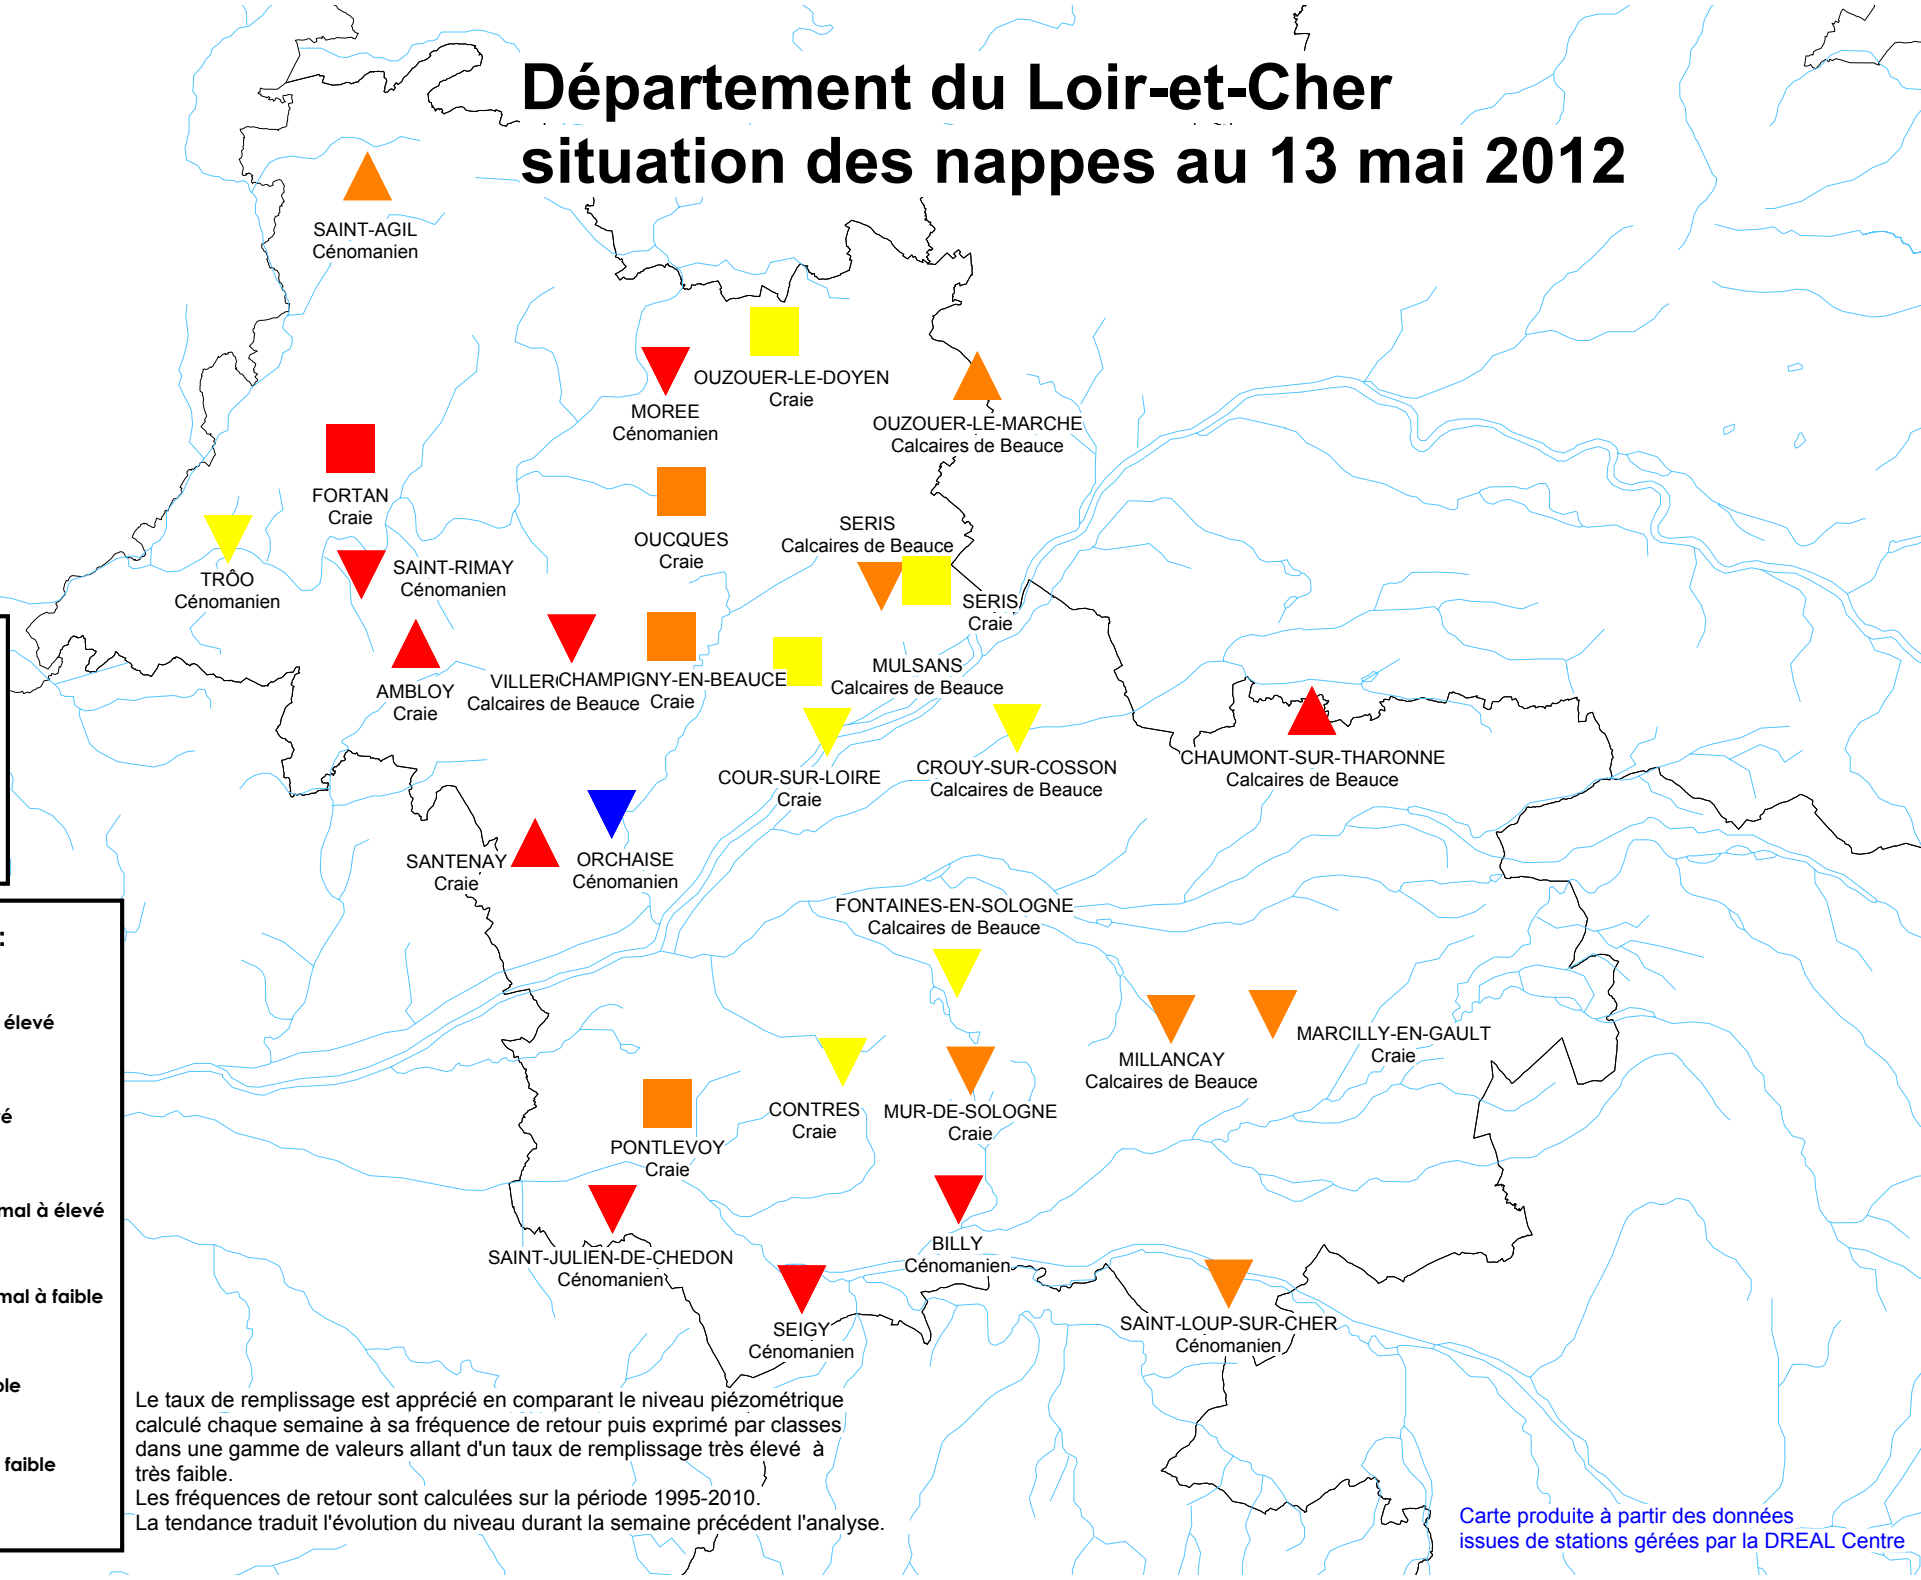 Département du Loir-et-Cher
situation des nappes au 13 mai 2012
SAINT-AGIL
Cénomanien
OUZOUER-LE-DOYEN
Craie
MOREE
Cénomanien
OUZOUER-LE-MARCHE
Calcaires de Beauce
FORTAN
Craie
OUCQUES
Craie
SERIS
Calcaires de Beauce
TRÔO
Cénomanien
SAINT-RIMAY
Cénomanien
SERIS
Craie
AMBLOY
Craie
CHAMPIGNY-EN-BEAUCE
Craie
Calcaires de Beauce
MULSANS
Calcaires de Beauce
COUR-SUR-LOIRE
Craie
CROUY-SUR-COSSON
Calcaires de Beauce
CHAUMONT-SUR-THARONNE
Calcaires de Beauce
SANTENAY
Craie
ORCHAISE
Cénomanien
FONTAINES-EN-SOLOGNE
Calcaires de Beauce
MILLANCAY
Calcaires de Beauce
MARCILLY-EN-GAULT
Craie
CONTRES
Craie
MUR-DE-SOLOGNE
Craie
PONTLEVOY
Craie
SAINT-JULIEN-DE-CHEDON
Cénomanien
BILLY
Cénomanien
SEIGY
Cénomanien
SAINT-LOUP-SUR-CHER
Cénomanien
:
élevé
mal à élevé
mal à faible
faible
Le taux de remplissage est apprécié en comparant le niveau piézométrique
calculé chaque semaine à sa fréquence de retour puis exprimé par classes
dans une gamme de valeurs allant d'un taux de remplissage très élevé à
très faible.
Les fréquences de retour sont calculées sur la période 1995-2010.
La tendance traduit l'évolution du niveau durant la semaine précédent l'analyse.
Carte produite à partir des données
issues de stations gérées par la DREAL Centre